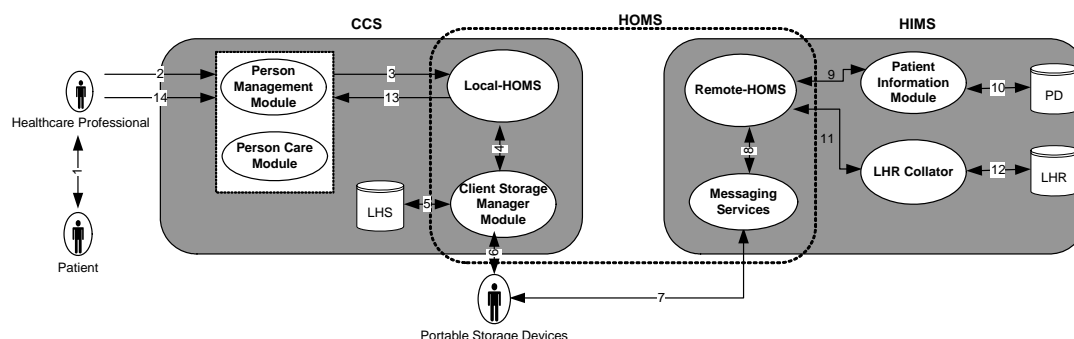 CCS
HOMS
HIMS
2
Person
Management
Module
3
Local-HOMS
14
13
Healthcare Professional
Person Care
Module
1
4
Patient
LHS
5
Client Storage
Manager
Module
6
Portable Storage Devices
7
Remote-HOMS
9
Patient
Information
Module
10
PD
8
11
Messaging
Services
LHR Collator
12
LHR